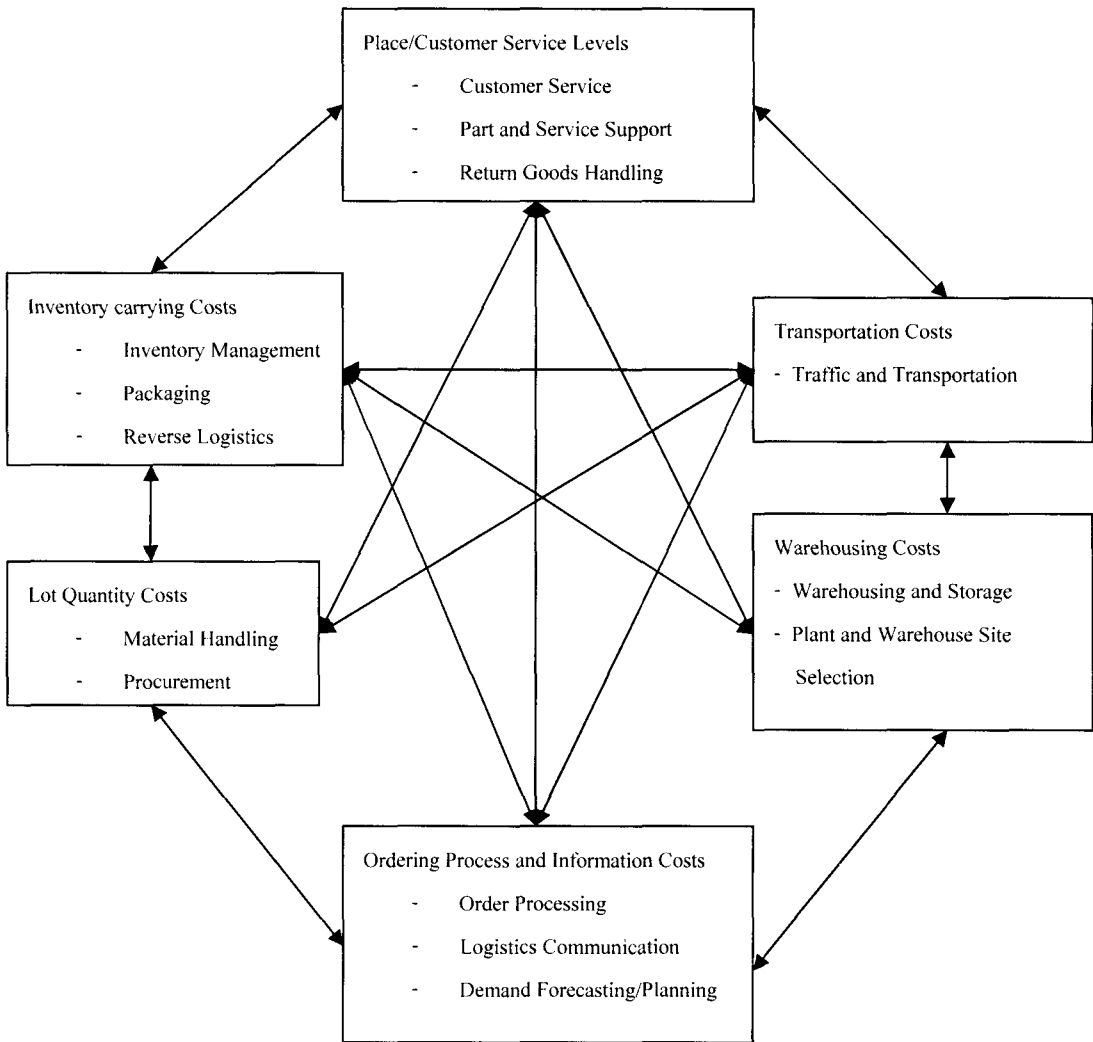 Place/Customer Service Levels
- Customer Service
- Part and Service Support
- Return Goods Handling
Inventory carrying Costs
- Inventory Management
- Packaging
- Reverse Logistics
Transportation Costs
- Traffic and Transportation
Lot Quantity Costs
- Material Handling
- Procurement
Warehousing Costs
- Warehousing and Storage
- Plant and Warehouse Site
Selection
Ordering Process and Information Costs
- Order Processing
- Logistics Communication
- Demand Forecasting/Planning